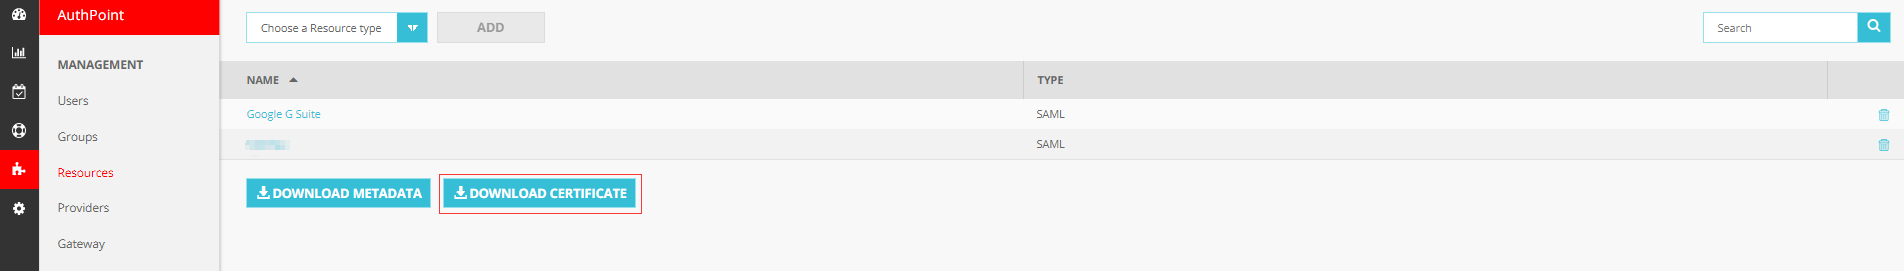 AuthPoint
MANAGEMENT
Users
Groups
Resources
Providers
Gateway
Choose a Resource type
ADD
Search
NAME TYPE
Google G Suite SAML
SAML
DOWNLOAD METADATA DOWNLOAD CERTIFICATE